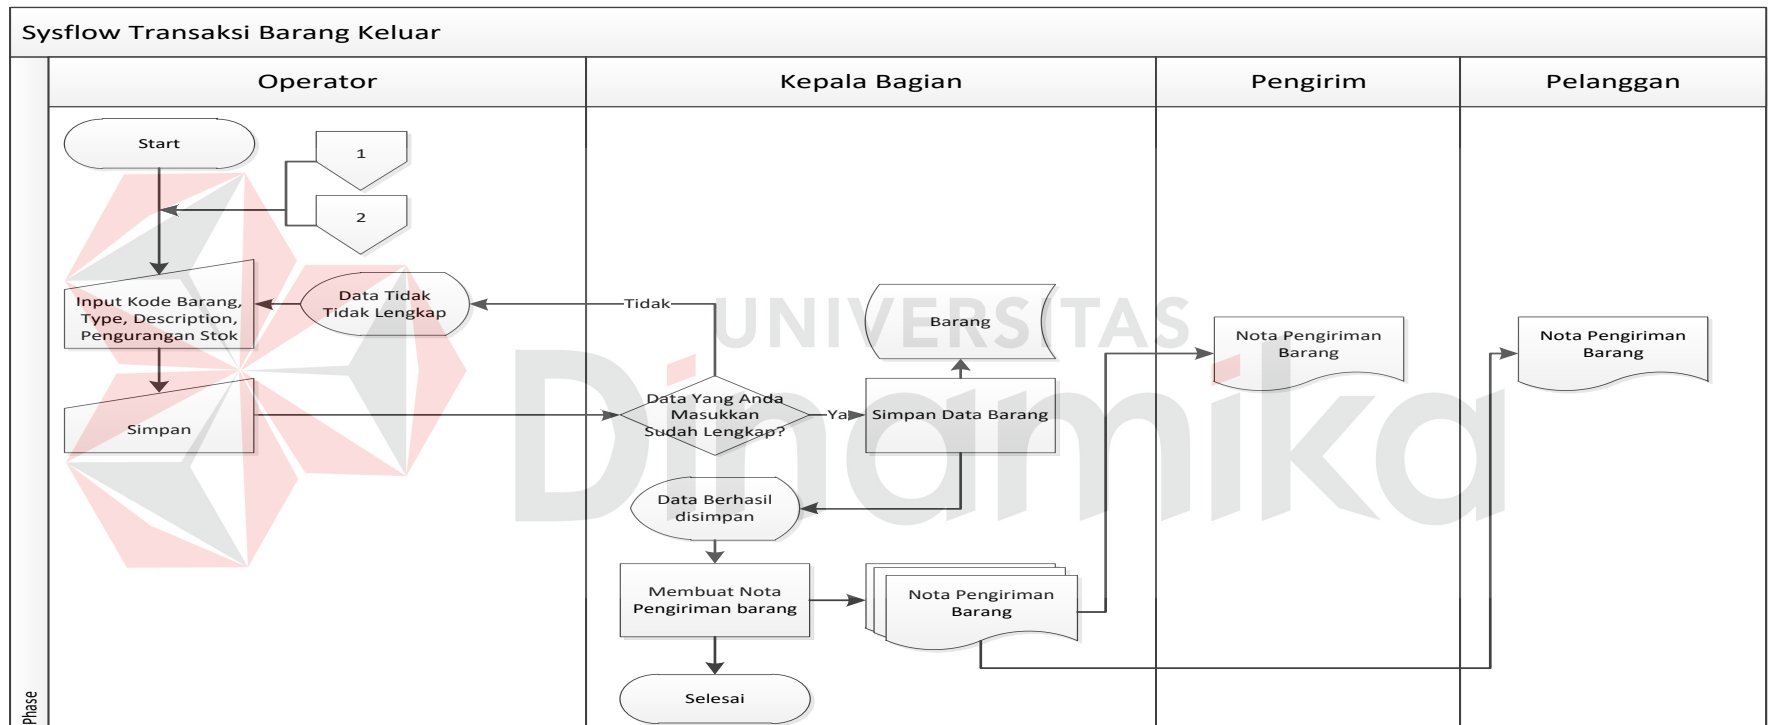 Sysflow Transaksi Barang Keluar
Operator
Kepala Bagian
Pengirim
Pelanggan
Start
1
2
Input Kode Barang,
Type, Description,
Pengurangan Stok
Data Tidak
Tidak Lengkap
Tidak
Barang
Nota Pengiriman
Barang
Nota Pengiriman
Barang
Simpan
Data Yang Anda
Masukkan
Sudah Lengkap?
Ya
Simpan Data Barang
Data Berhasil
disimpan
Membuat Nota
Pengiriman barang
Nota Pengiriman
Barang
Selesai
Phase
UNIVERSITAS
Dinamika